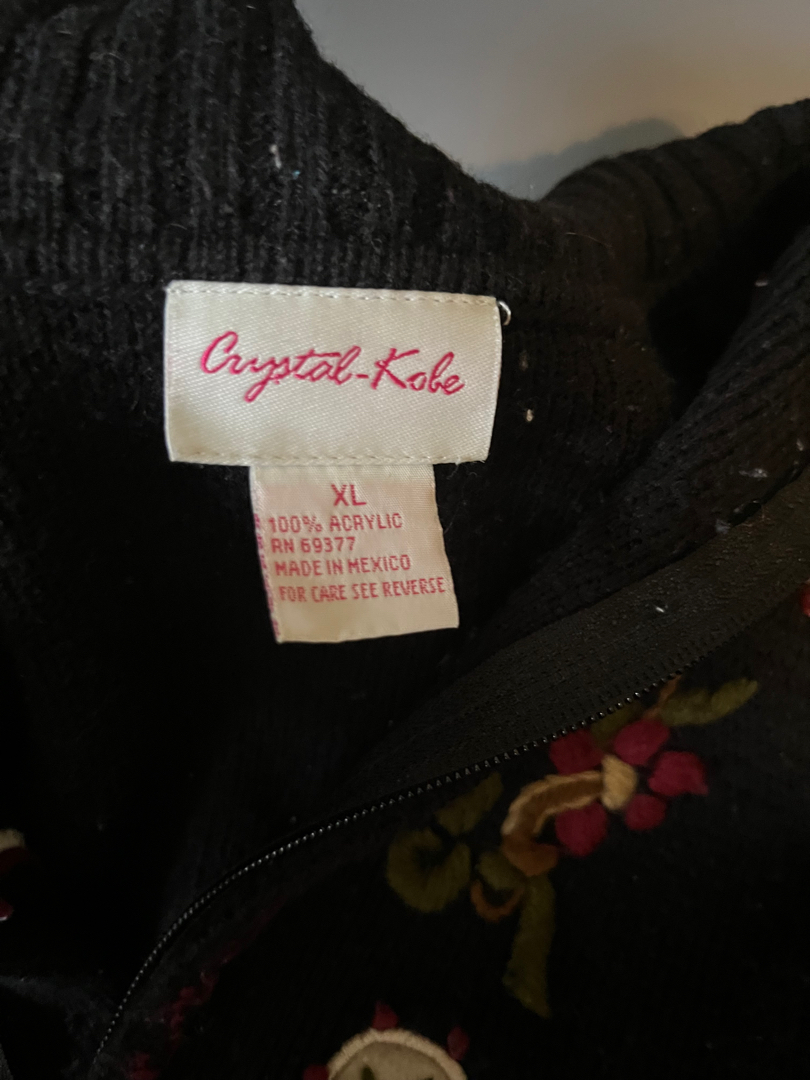 Crystal-Kobe
XL
100% ACRYLIC
RN 69377
MADE IN MEXICO
FOR CARE SEE REVERSE